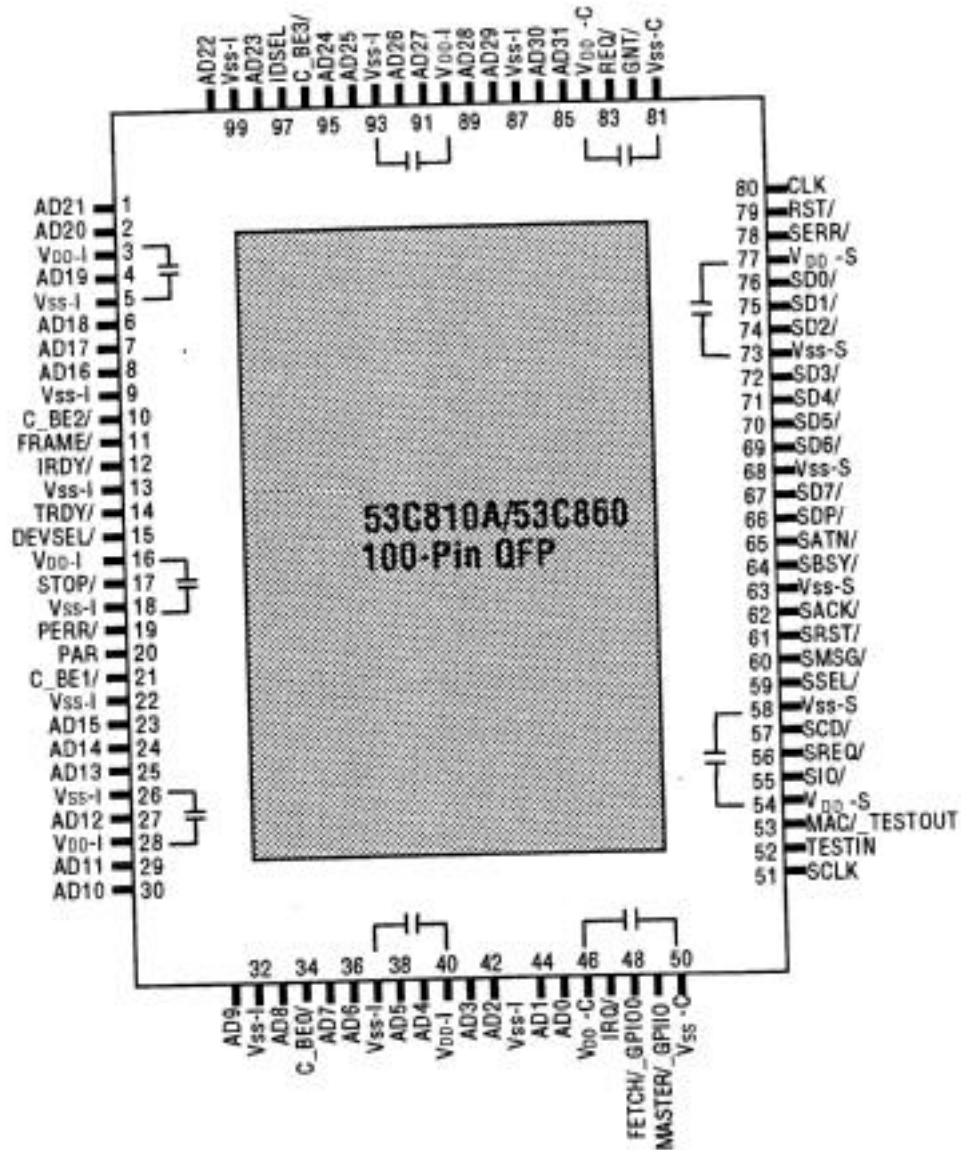 AD22 Vss-I AD23 IDSEL C_BE3/ AD24 AD25 Vss-I AD26 AD27 VDD-I AD28 AD29 Vss-I AD30 AD31 VDD -C REQ/ GNT/ Vss-C
99 97 95 93 91 89 87 85 83 81
AD21 1
AD20 2
VDD-I 3
AD19 4
Vss-I 5
AD18 6
AD17 7
AD16 8
Vss-I 9
C_BE2/ 10
FRAME/ 11
IRDY/ 12
Vss-I 13
TRDY/ 14
DEVSEL/ 15
VDD-I 16
STOP/ 17
Vss-I 18
PERR/ 19
PAR 20
C_BE1/ 21
Vss-I 22
AD15 23
AD14 24
AD13 25
Vss-I 26
AD12 27
VDD-I 28
AD11 29
AD10 30
53C810A/53C860
100-Pin QFP
80 CLK
79 RST/
78 SERR/
77 VDD -S
76 SD0/
75 SD1/
74 SD2/
73 Vss-S
72 SD3/
71 SD4/
70 SD5/
69 SD6/
68 Vss-S
67 SD7/
66 SDP/
65 SATN/
64 SBSY/
63 Vss-S
62 SACK/
61 SRST/
60 SMSG/
59 SSEL/
58 Vss-S
57 SCD/
56 SREQ/
55 SIO/
54 VDD -S
53 MAC/_TESTOUT
52 TESTIN
51 SCLK
32 34 36 38 40 42 44 46 48 50
AD9 Vss-I AD8 C_BE0/ AD7 AD6 Vss-I AD5 AD4 VDD-I AD3 AD2 Vss-I AD1 AD0 VDD -C IRQ/ FETCH/_GPIO0 MASTER/_GPIIO Vss -C